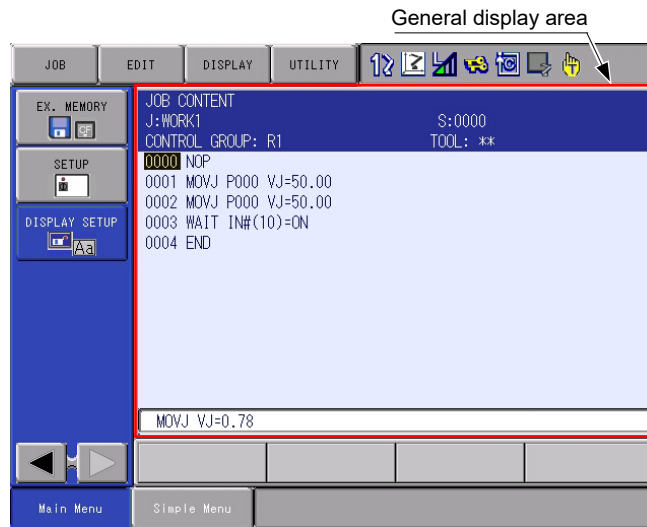 General display area
JOB EDIT DISPLAY UTILITY
EX. MEMORY
CF
SETUP
DISPLAY SETUP
Aa
JOB CONTENT
J:WORK1 S:0000
CONTROL GROUP: R1 TOOL: **
0000 NOP
0001 MOVJ P000 VJ=50.00
0002 MOVJ P000 VJ=50.00
0003 WAIT IN#(10)=ON
0004 END
MOVJ VJ=0.78
Main Menu Simple Menu